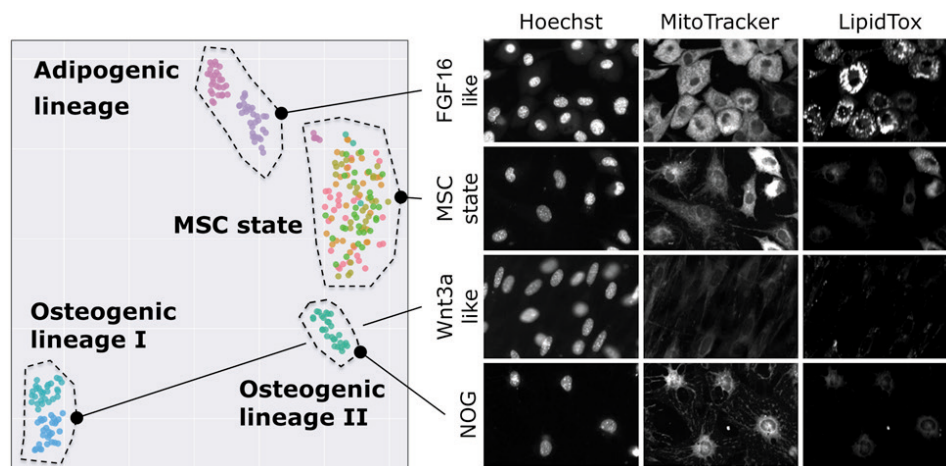 Hoechst
MitoTracker
LipidTox
Adipogenic
lineage
FGF16
like
MSC state
MSC
state
Osteogenic
lineage I
Wnt3a
like
Osteogenic
lineage II
NOG